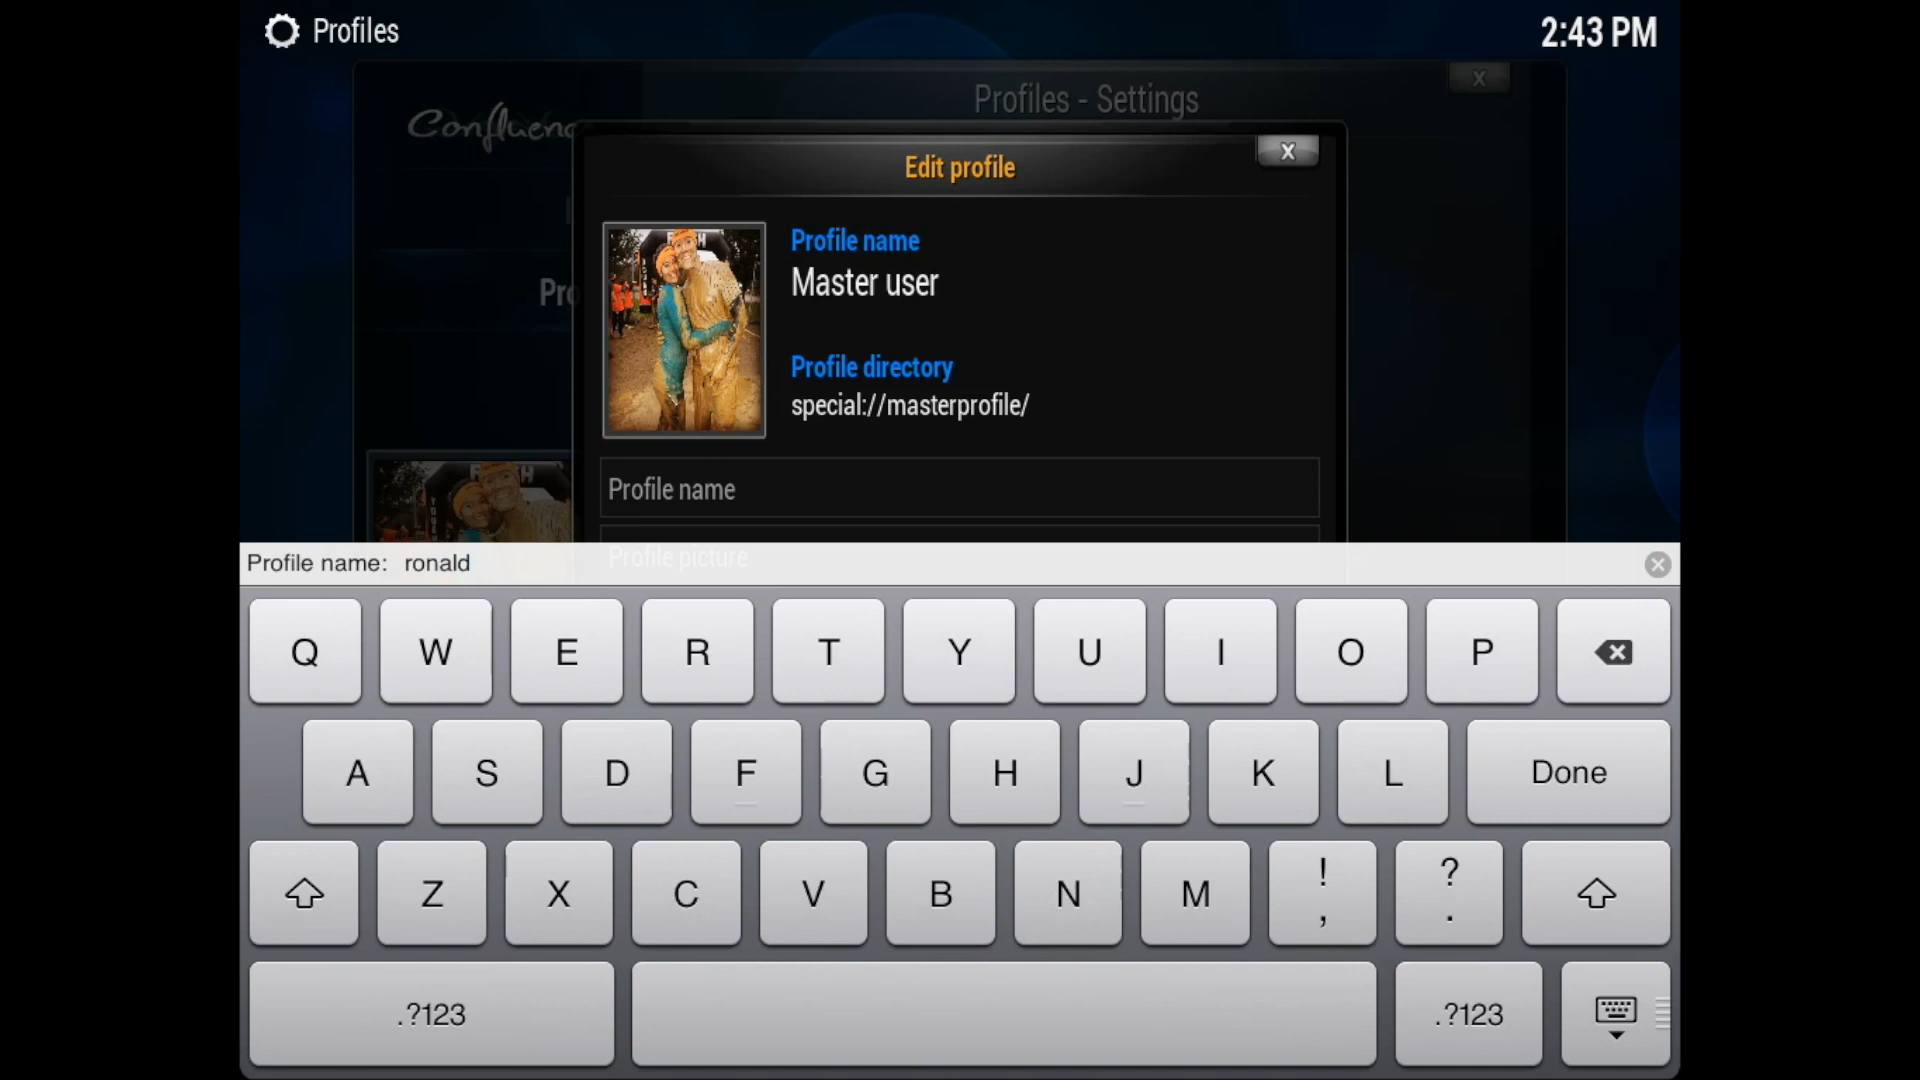 Profiles
2:43 PM
Profiles - Settings
X
Edit profile
X
Profile name
Master user
Profile directory
special://masterprofile/
Profile name
Profile picture
Profile name: ronald
Q W E R T Y U I O P
A S D F G H J K L Done
Z X C V B N M ! , ? .
.?123 .?123